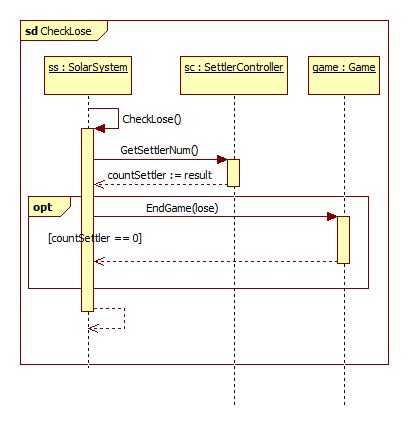 sd CheckLose
ss : SolarSystem
sc : SettlerController
game : Game
CheckLose()
GetSettlerNum()
countSettler := result
opt
EndGame(lose)
[countSettler == 0]